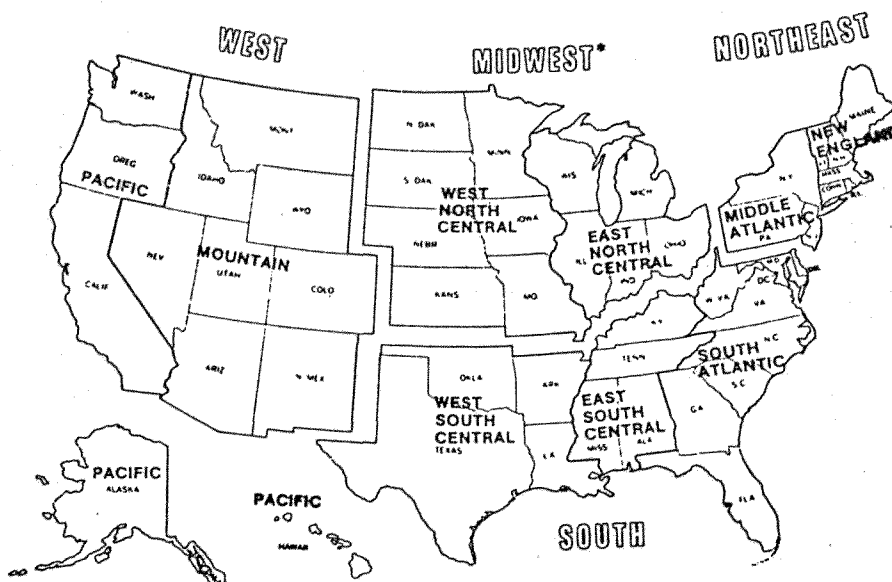 WEST
MIDWEST*
NORTHEAST
WASH
MONT
N DAK
MINN
MAINE
NEW
ENGLAND
OREG
PACIFIC
IDAHO
S DAK
WIS
MICH
N.Y.
N.H.
MASS
CONN
R.I.
WYO
WEST
NORTH
CENTRAL
IOWA
MIDDLE
ATLANTIC
PA
NEV
MOUNTAIN
UTAH
NEBR
EAST
NORTH
CENTRAL
ILL
IND
OHIO
MD
DEL
DC
CALIF
COLO
KANS
MO
W VA
VA
KY
ARIZ
N MEX
OKLA
ARK
TENN
SOUTH
ATLANTIC
N C
S C
WEST
SOUTH
CENTRAL
TEXAS
EAST
SOUTH
CENTRAL
MISS
ALA
GA
LA
FLA
PACIFIC
ALASKA
PACIFIC
HAWAII
SOUTH